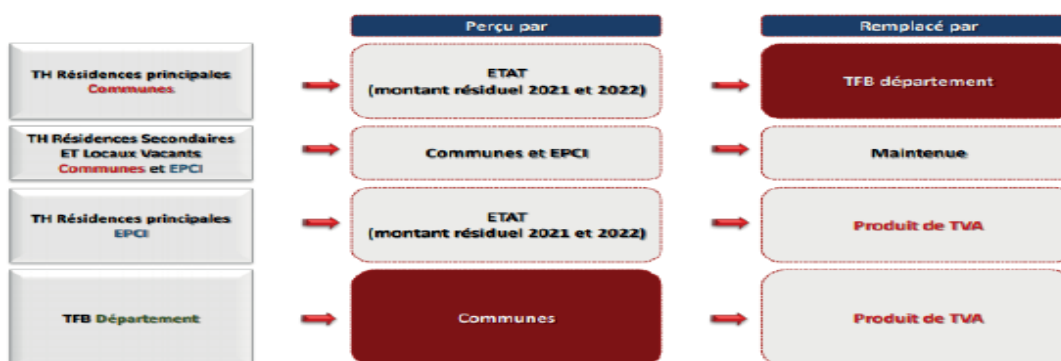 Perçu par
Remplacé par
TH Résidences principales
Communes
ETAT
(montant résiduel 2021 et 2022)
TFB département
TH Résidences Secondaires
ET Locaux Vacants
Communes et EPCI
Communes et EPCI
Maintenue
TH Résidences principales
EPCI
ETAT
(montant résiduel 2021 et 2022)
Produit de TVA
TFB Département
Communes
Produit de TVA